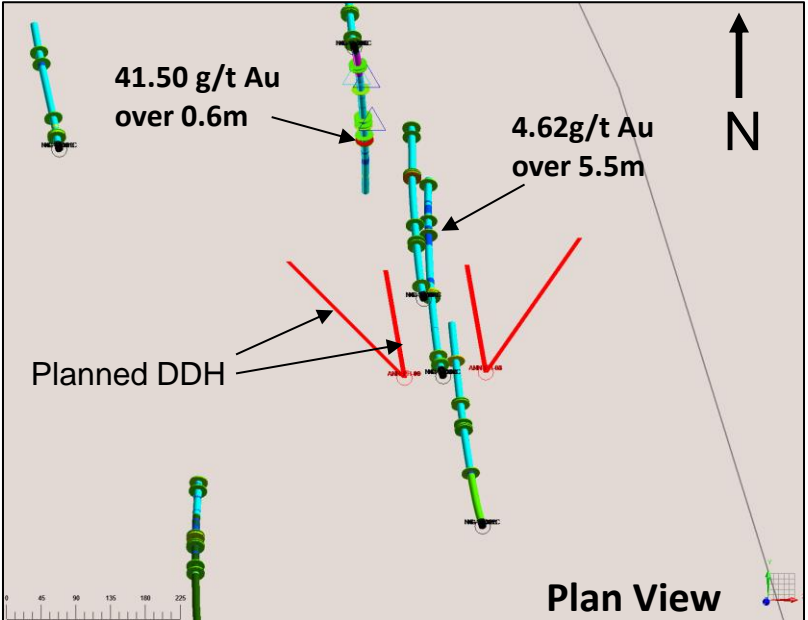 41.50 g/t Au
over 0.6m
4.62g/t Au
over 5.5m
N
Planned DDH
0 45 90 135 180 225
Plan View